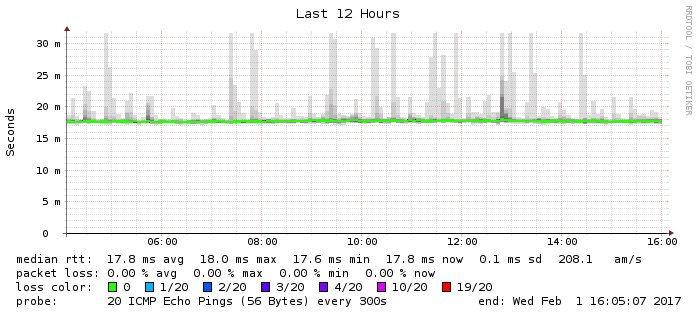 Last 12 Hours
RRDTOOL / TOBI OETIKER
Seconds
30 m
25 m
20 m
15 m
10 m
5 m
0
06:00 08:00 10:00 12:00 14:00 16:00
median rtt: 17.8 ms avg 18.0 ms max 17.6 ms min 17.8 ms now 0.1 ms sd 208.1 am/s
packet loss: 0.00 % avg 0.00 % max 0.00 % min 0.00 % now
loss color: 0 1/20 2/20 3/20 4/20 10/20 19/20
probe: 20 ICMP Echo Pings (56 Bytes) every 300s end: Wed Feb 1 16:05:07 2017